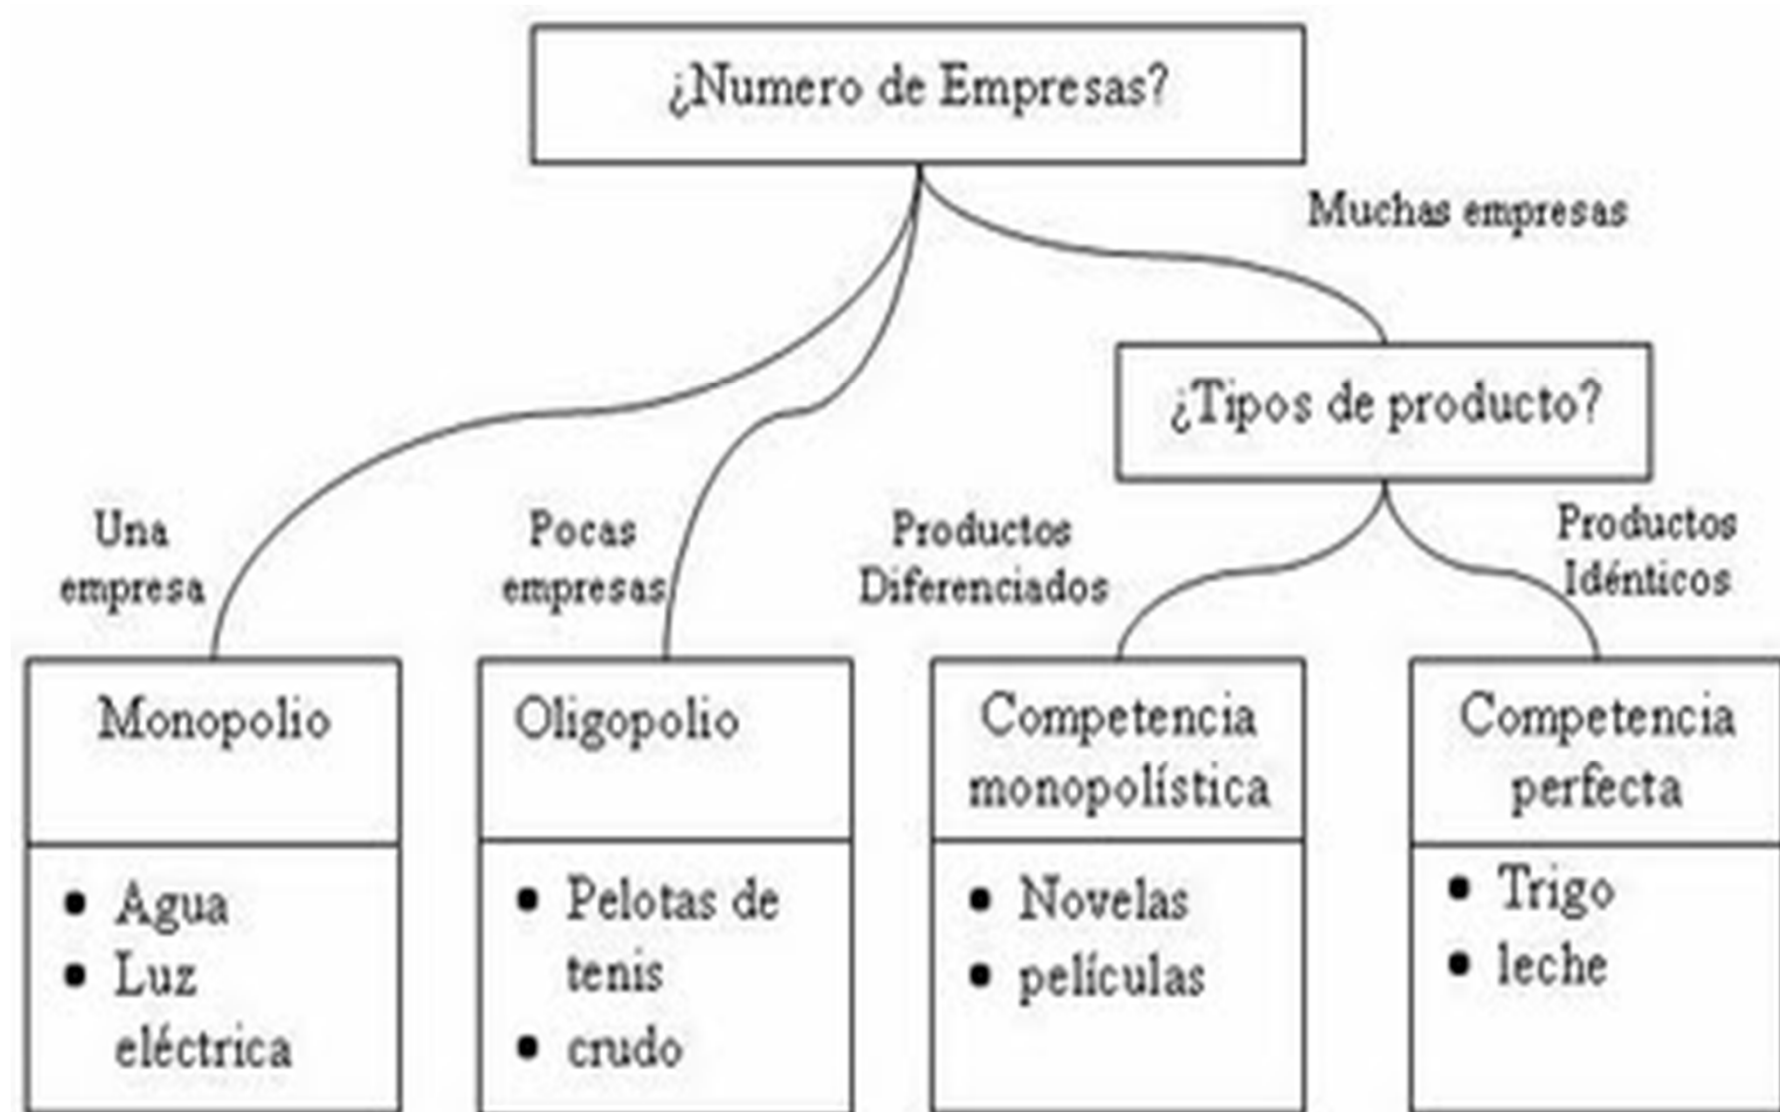 ¿Numero de Empresas?
Muchas empresas
¿Tipos de producto?
Una
empresa
Pocas
empresas
Productos
Diferenciados
Productos
Idénticos
Monopolio
• Agua
• Luz
eléctrica
Oligopolio
• Pelotas de
tenis
• crudo
Competencia
monopolística
• Novelas
• películas
Competencia
perfecta
• Trigo
• leche